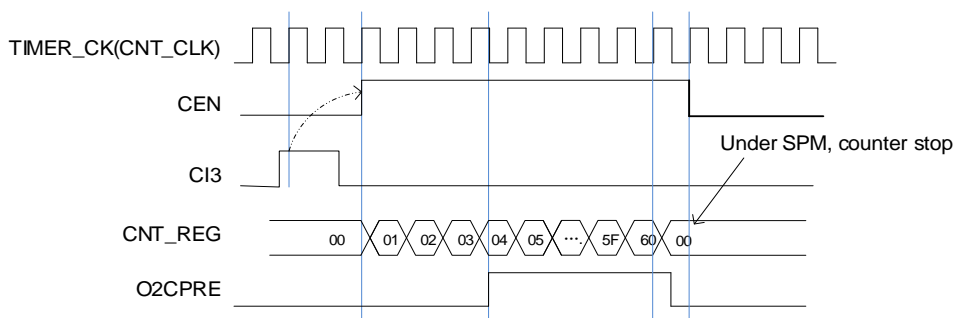 TIMER_CK(CNT_CLK)
CEN
Under SPM, counter stop
CI3
CNT_REG 00 01 02 03 04 05 .... 5F 60 00
O2CPRE